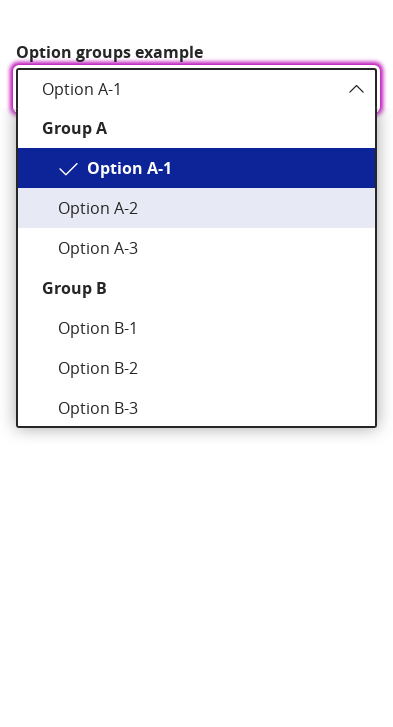 Option groups example
Option A-1
Group A
Option A-1
Option A-2
Option A-3
Group B
Option B-1
Option B-2
Option B-3